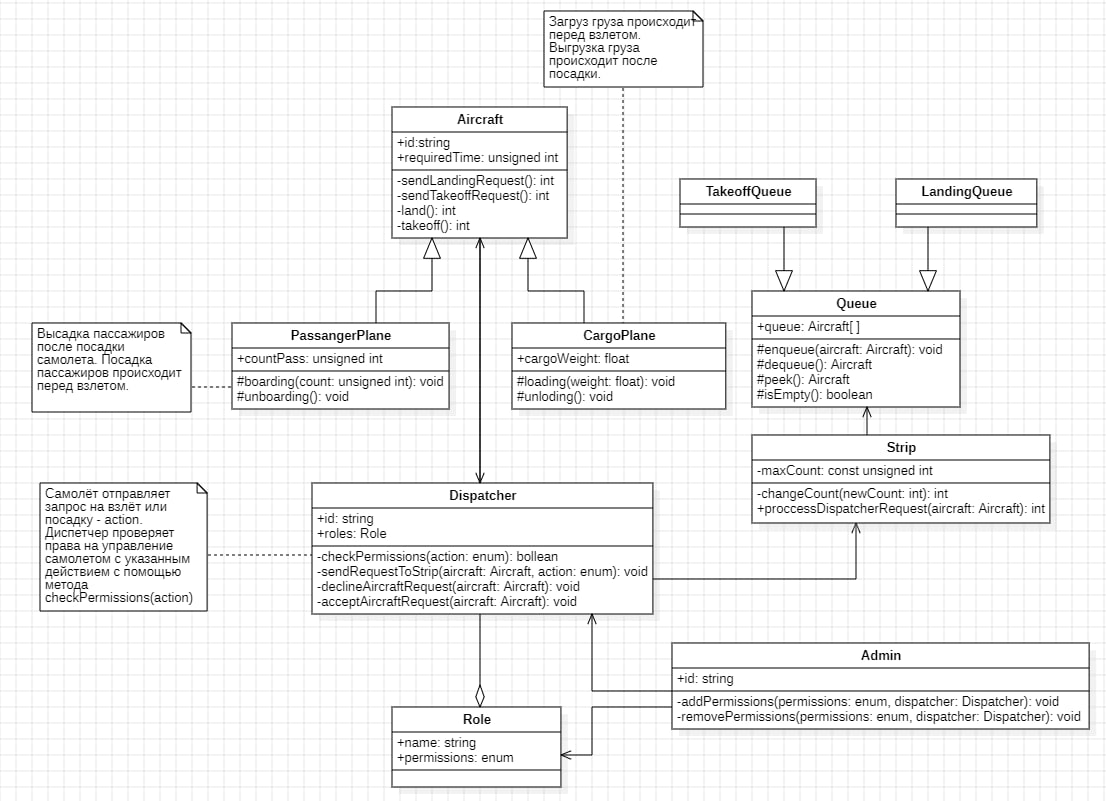 Загруз груза происходит
перед взлетом.
Выгрузка груза
происходит после
посадки.
Aircraft
+id:string
+requiredTime: unsigned int
-sendLandingRequest(): int
-sendTakeoffRequest(): int
-land(): int
-takeoff(): int
TakeoffQueue
LandingQueue
Queue
+queue: Aircraft[ ]
#enqueue(aircraft: Aircraft): void
#dequeue(): Aircraft
#peek(): Aircraft
#isEmpty(): boolean
Высадка пассажиров
после посадки
самолета. Посадка
пассажиров происходит
перед взлетом.
PassangerPlane
+countPass: unsigned int
#boarding(count: unsigned int): void
#unboarding(): void
CargoPlane
+cargoWeight: float
#loading(weight: float): void
#unloding(): void
Strip
-maxCount: const unsigned int
-changeCount(newCount: int): int
+proccessDispatcherRequest(aircraft: Aircraft): int
Самолёт отправляет
запрос на взлёт или
посадку - action.
Диспетчер проверяет
права на управление
самолетом с указанным
действием с помощью
метода
checkPermissions(action)
Dispatcher
+id: string
+roles: Role
-checkPermissions(action: enum): bollean
-sendRequestToStrip(aircraft: Aircraft, action: enum): void
-declineAircraftRequest(aircraft: Aircraft): void
-acceptAircraftRequest(aircraft: Aircraft): void
Admin
+id: string
-addPermissions(permissions: enum, dispatcher: Dispatcher): void
-removePermissions(permissions: enum, dispatcher: Dispatcher): void
Role
+name: string
+permissions: enum